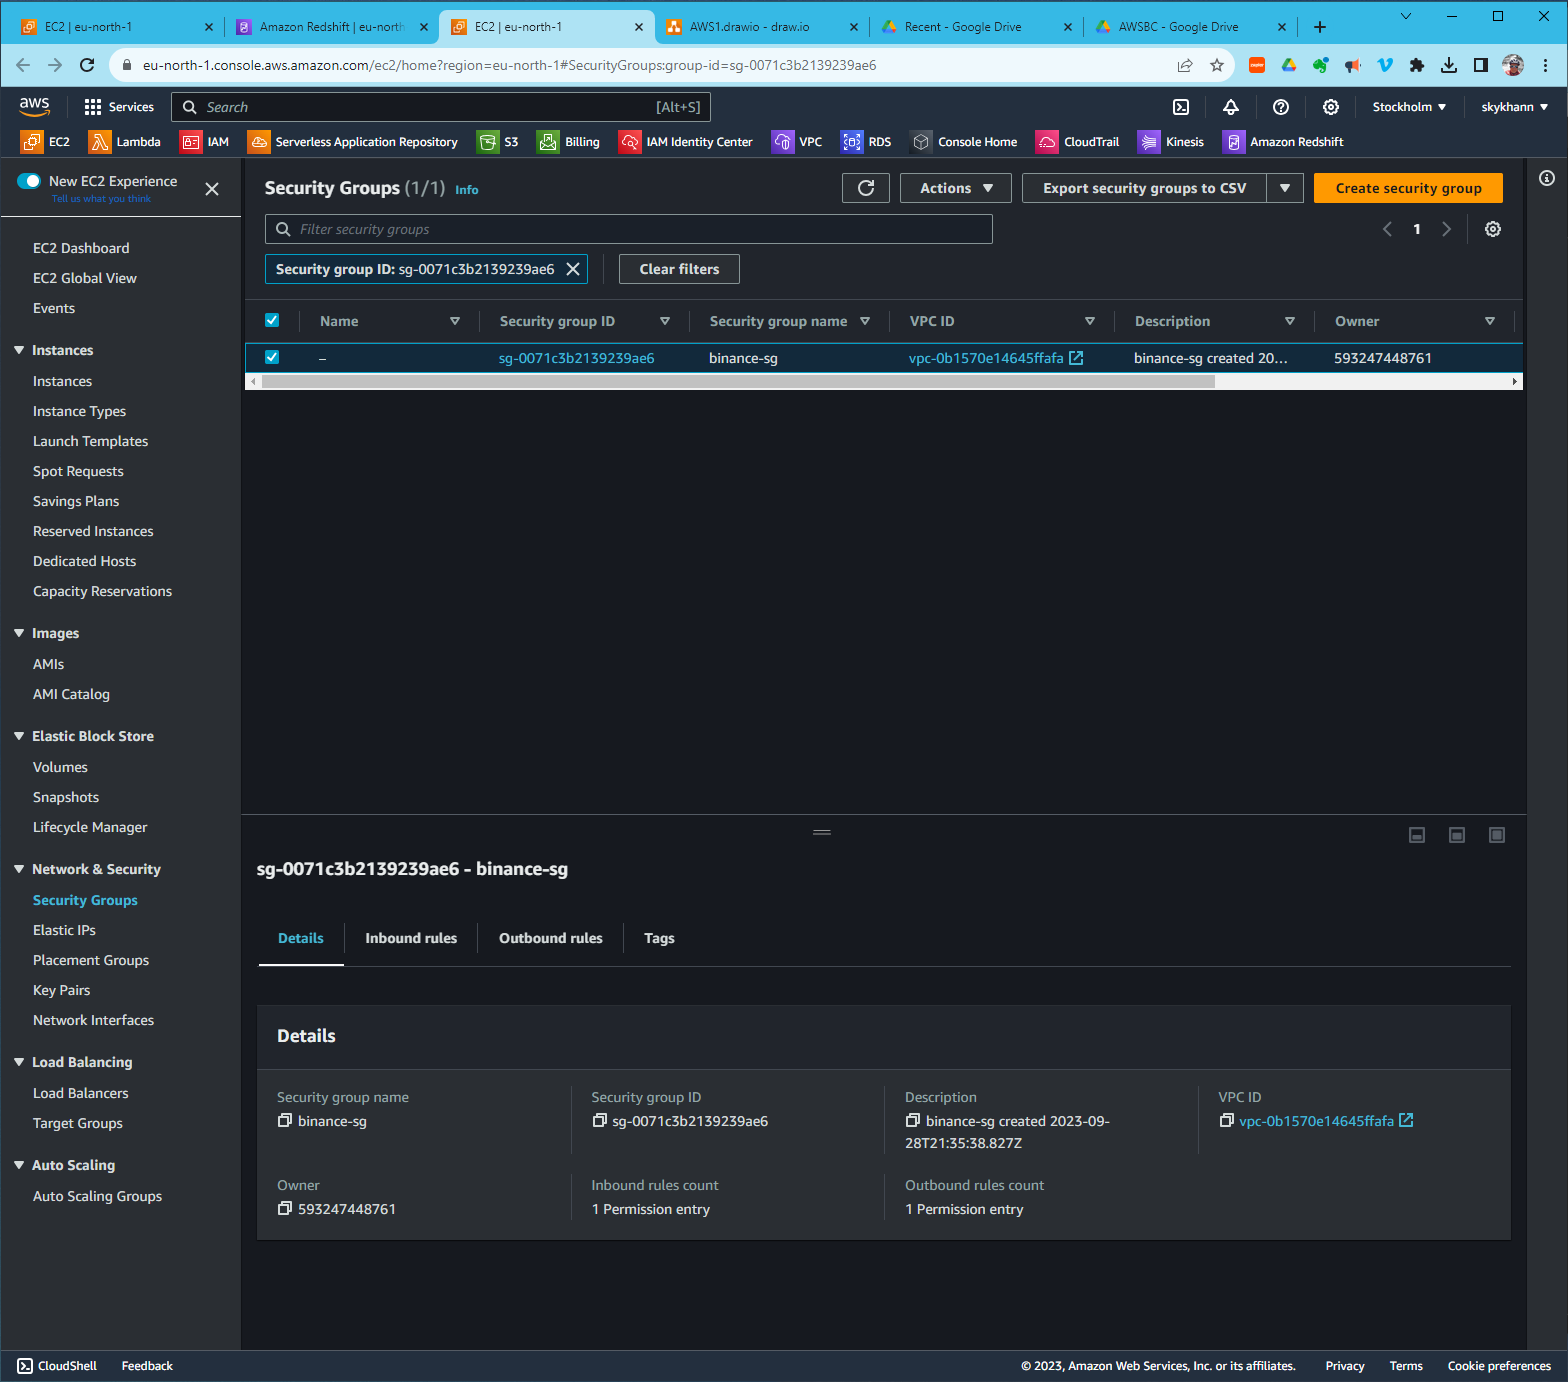 EC2 | eu-north-1
Amazon Redshift | eu-north
EC2 | eu-north-1
AWS1.drawio - draw.io
Recent - Google Drive
AWSBC - Google Drive
eu-north-1.console.aws.amazon.com/ec2/home?region=eu-north-1#SecurityGroups:group-id=sg-0071c3b2139239ae6
aws
Services
Search
[Alt+S]
Stockholm
skykhann
EC2
Lambda
IAM
Serverless Application Repository
S3
Billing
IAM Identity Center
VPC
RDS
Console Home
CloudTrail
Kinesis
Amazon Redshift
New EC2 Experience
Tell us what you think
EC2 Dashboard
EC2 Global View
Events
Instances
Instances
Instance Types
Launch Templates
Spot Requests
Savings Plans
Reserved Instances
Dedicated Hosts
Capacity Reservations
Images
AMIs
AMI Catalog
Elastic Block Store
Volumes
Snapshots
Lifecycle Manager
Network & Security
Security Groups
Elastic IPs
Placement Groups
Key Pairs
Network Interfaces
Load Balancing
Load Balancers
Target Groups
Auto Scaling
Auto Scaling Groups
Security Groups (1/1) Info
Actions
Export security groups to CSV
Create security group
Filter security groups
1
Security group ID: sg-0071c3b2139239ae6
Clear filters
Name Security group ID Security group name VPC ID Description Owner
– sg-0071c3b2139239ae6 binance-sg vpc-0b1570e14645ffafa binance-sg created 20... 593247448761
sg-0071c3b2139239ae6 - binance-sg
Details
Inbound rules
Outbound rules
Tags
Details
Security group name
binance-sg
Security group ID
sg-0071c3b2139239ae6
Description
binance-sg created 2023-09-
28T21:35:38.827Z
VPC ID
vpc-0b1570e14645ffafa
Owner
593247448761
Inbound rules count
1 Permission entry
Outbound rules count
1 Permission entry
CloudShell
Feedback
© 2023, Amazon Web Services, Inc. or its affiliates.
Privacy
Terms
Cookie preferences